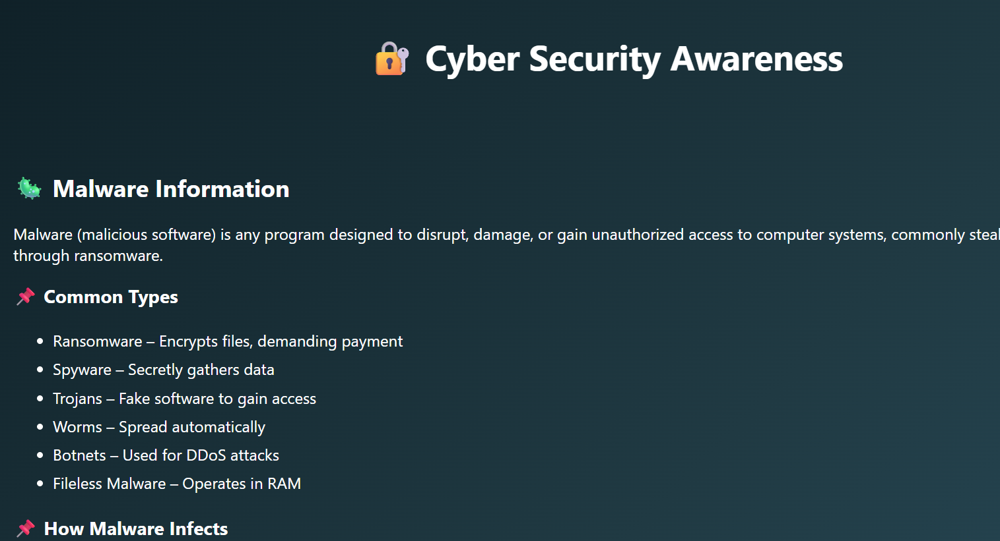 Cyber Security Awareness
Malware Information
Malware (malicious software) is any program designed to disrupt, damage, or gain unauthorized access to computer systems, commonly
through ransomware.
Common Types
Ransomware – Encrypts files, demanding payment
Spyware – Secretly gathers data
Trojans – Fake software to gain access
Worms – Spread automatically
Botnets – Used for DDoS attacks
Fileless Malware – Operates in RAM
How Malware Infects